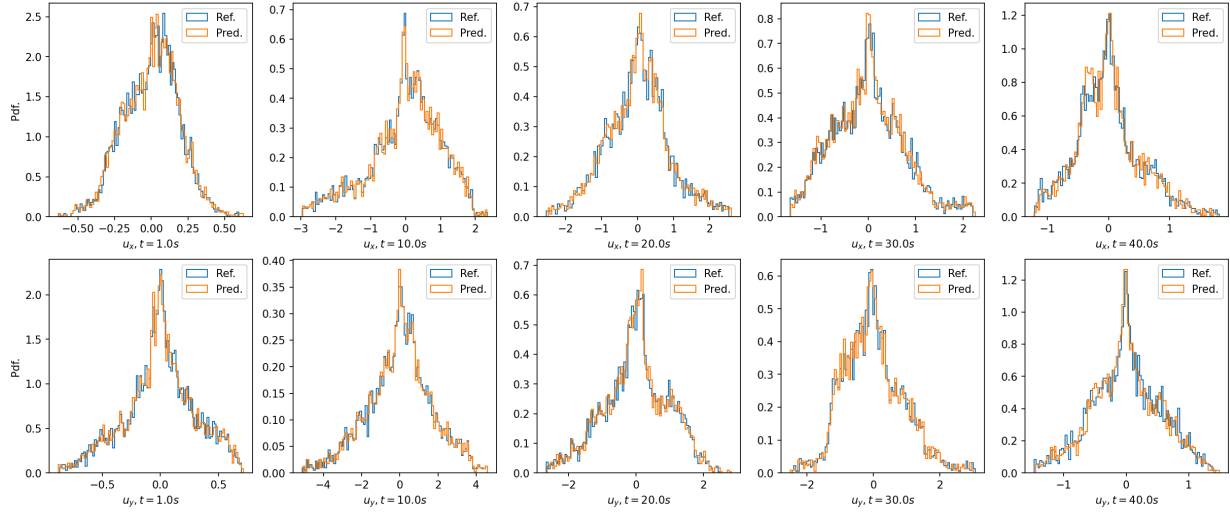 Ref.
Pred.
Pdf.
2.5
2.0
1.5
1.0
0.5
0.0
−0.50 −0.25 0.00 0.25 0.50
u_x, t = 1.0s
Ref.
Pred.
0.7
0.6
0.5
0.4
0.3
0.2
0.1
0.0
−3 −2 −1 0 1 2
u_x, t = 10.0s
Ref.
Pred.
0.7
0.6
0.5
0.4
0.3
0.2
0.1
0.0
−2 −1 0 1 2
u_x, t = 20.0s
Ref.
Pred.
0.8
0.7
0.6
0.5
0.4
0.3
0.2
0.1
0.0
−1 0 1 2
u_x, t = 30.0s
Ref.
Pred.
1.2
1.0
0.8
0.6
0.4
0.2
0.0
−1.0 −0.5 0.0 0.5 1.0 1.5
u_x, t = 40.0s
Ref.
Pred.
Pdf.
2.0
1.5
1.0
0.5
0.0
−0.5 0.0 0.5
u_y, t = 1.0s
Ref.
Pred.
0.40
0.35
0.30
0.25
0.20
0.15
0.10
0.05
0.00
−4 −2 0 2 4
u_y, t = 10.0s
Ref.
Pred.
0.7
0.6
0.5
0.4
0.3
0.2
0.1
0.0
−2 0 2
u_y, t = 20.0s
Ref.
Pred.
0.6
0.5
0.4
0.3
0.2
0.1
0.0
−2 0 2
u_y, t = 30.0s
Ref.
Pred.
1.2
1.0
0.8
0.6
0.4
0.2
0.0
−1 0 1
u_y, t = 40.0s